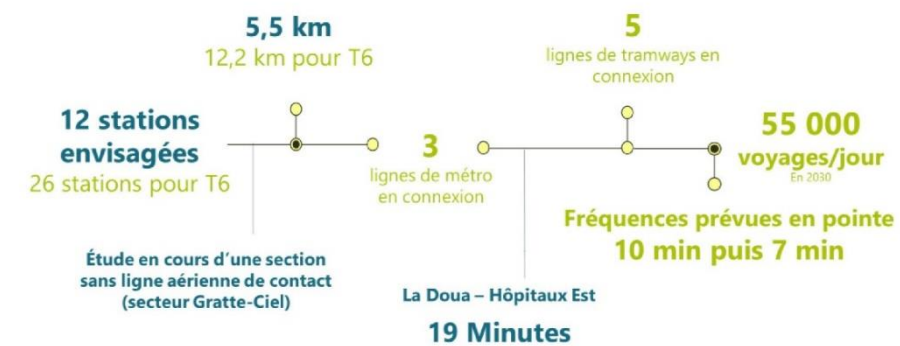 5,5 km
12,2 km pour T6
12 stations
envisagées
26 stations pour T6
Étude en cours d’une section
sans ligne aérienne de contact
(secteur Gratte-Ciel)
3
lignes de métro
en connexion
5
lignes de tramways en
connexion
La Doua – Hôpitaux Est
19 Minutes
55 000
voyages/jour
En 2030
Fréquences prévues en pointe
10 min puis 7 min